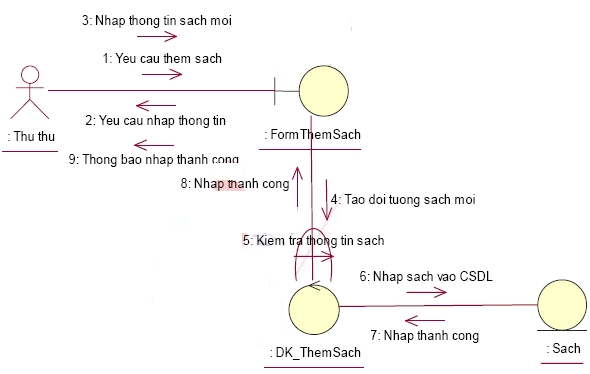 3: Nhap thong tin sach moi
1: Yeu cau them sach
2: Yeu cau nhap thong tin
: Thu thu
: FormThemSach
9: Thong bao nhap thanh cong
8: Nhap thanh cong
4: Tao doi tuong sach moi
5: Kiem tra thong tin sach
6: Nhap sach vao CSDL
7: Nhap thanh cong
: DK_ThemSach
: Sach